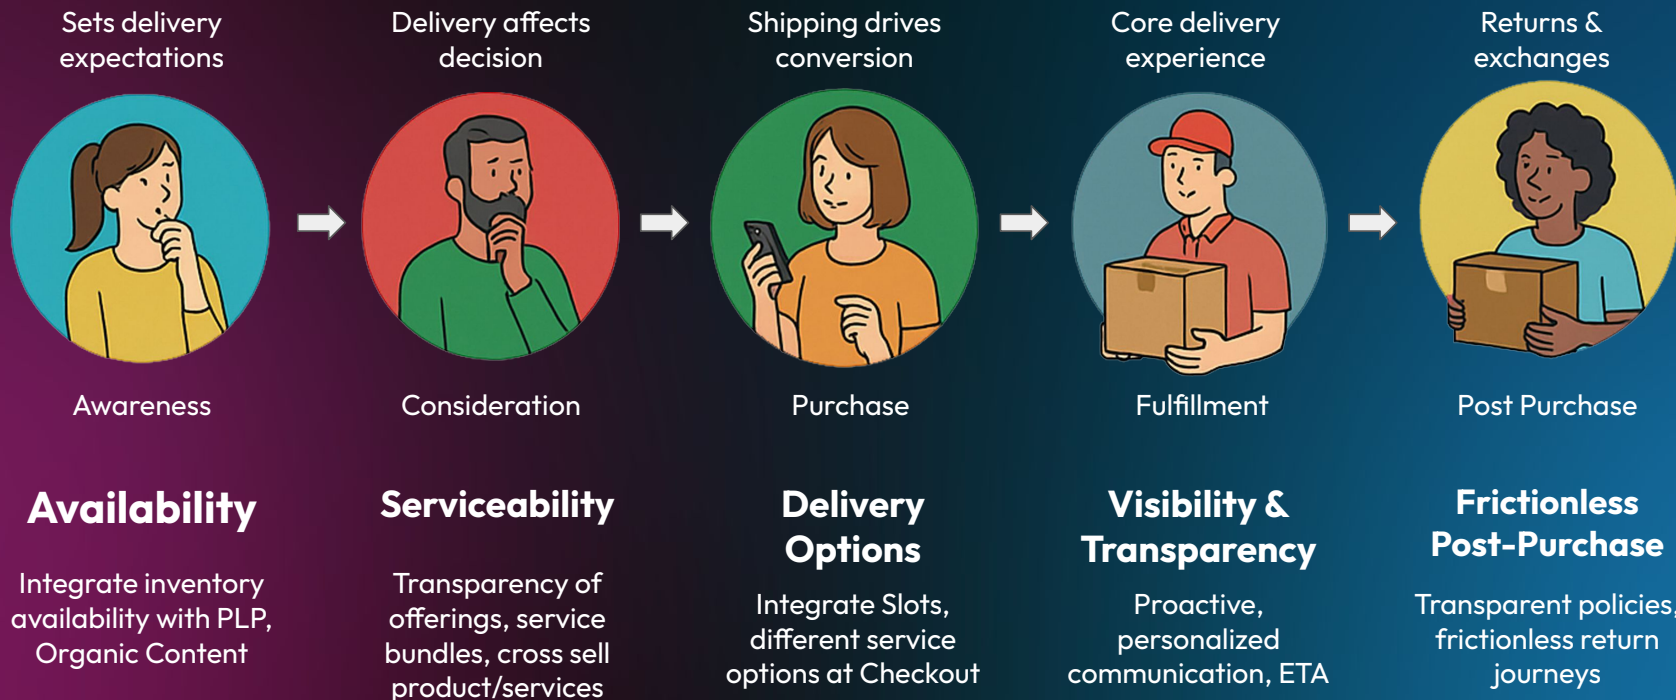 Sets delivery
expectations
Delivery affects
decision
Shipping drives
conversion
Core delivery
experience
Returns &
exchanges
Awareness
Consideration
Purchase
Fulfillment
Post Purchase
Availability
Integrate inventory
availability with PLP,
Organic Content
Serviceability
Transparency of
offerings, service
bundles, cross sell
product/services
Delivery
Options
Integrate Slots,
different service
options at Checkout
Visibility &
Transparency
Proactive,
personalized
communication, ETA
Frictionless
Post-Purchase
Transparent policies,
frictionless return
journeys